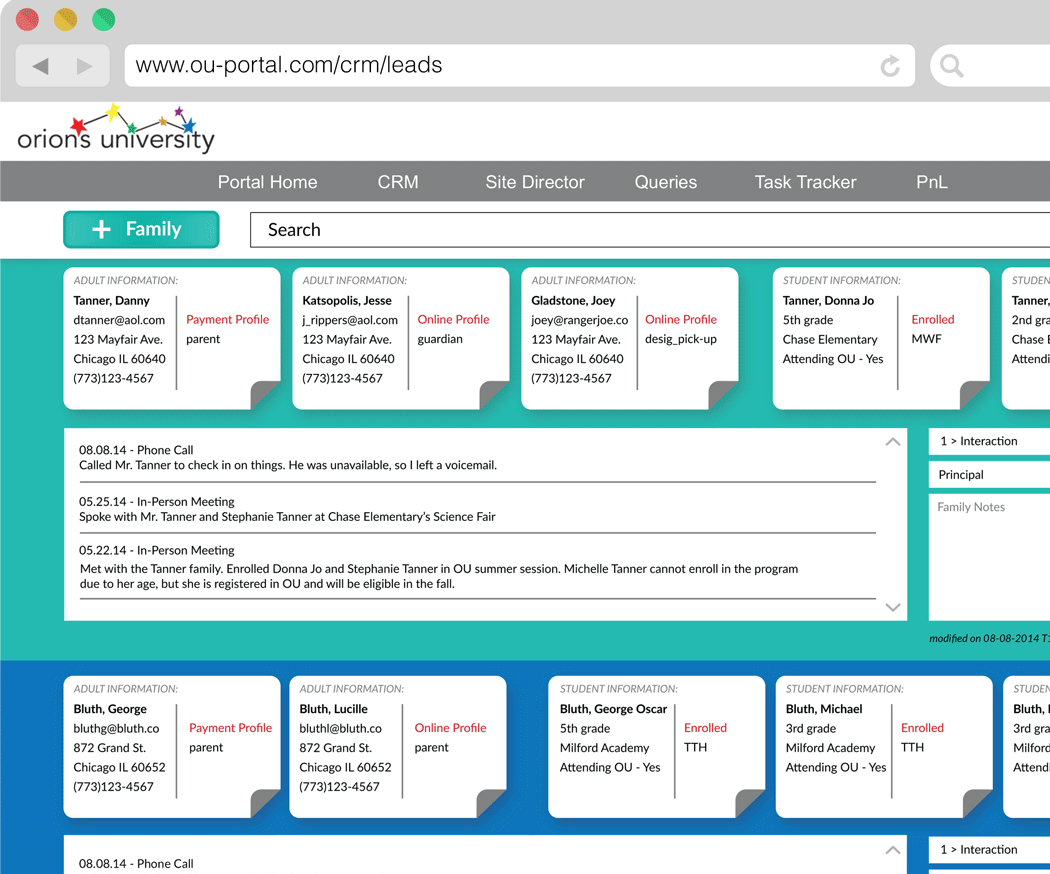 www.ou-portal.com/crm/leads
orion's university
Portal Home CRM Site Director Queries Task Tracker PnL
+ Family
Search
ADULT INFORMATION:
Tanner, Danny
dtanner@aol.com
123 Mayfair Ave.
Chicago IL 60640
(773)123-4567
Payment Profile
parent
ADULT INFORMATION:
Katsopolis, Jesse
j_rippers@aol.com
123 Mayfair Ave.
Chicago IL 60640
(773)123-4567
Online Profile
guardian
ADULT INFORMATION:
Gladstone, Joey
joey@rangerjoe.co
123 Mayfair Ave.
Chicago IL 60640
(773)123-4567
Online Profile
desig_pick-up
STUDENT INFORMATION:
Tanner, Donna Jo
5th grade
Chase Elementary
Attending OU - Yes
Enrolled
MWF
STUDE
Tanner,
2nd gra
Chase E
Attendi
08.08.14 - Phone Call
Called Mr. Tanner to check in on things. He was unavailable, so I left a voicemail.
05.25.14 - In-Person Meeting
Spoke with Mr. Tanner and Stephanie Tanner at Chase Elementary's Science Fair
05.22.14 - In-Person Meeting
Met with the Tanner family. Enrolled Donna Jo and Stephanie Tanner in OU summer session. Michelle Tanner cannot enroll in the program
due to her age, but she is registered in OU and will be eligible in the fall.
1 > Interaction
Principal
Family Notes
modified on 08-08-2014 T1
ADULT INFORMATION:
Bluth, George
bluthg@bluth.co
872 Grand St.
Chicago IL 60652
(773)123-4567
Payment Profile
parent
ADULT INFORMATION:
Bluth, Lucille
bluthl@bluth.co
872 Grand St.
Chicago IL 60652
(773)123-4567
Online Profile
parent
STUDENT INFORMATION:
Bluth, George Oscar
5th grade
Milford Academy
Attending OU - Yes
Enrolled
TTH
STUDENT INFORMATION:
Bluth, Michael
3rd grade
Milford Academy
Attending OU - Yes
Enrolled
TTH
STUDE
Bluth,
3rd gra
Milford
Attendi
08.08.14 - Phone Call
1 > Interaction